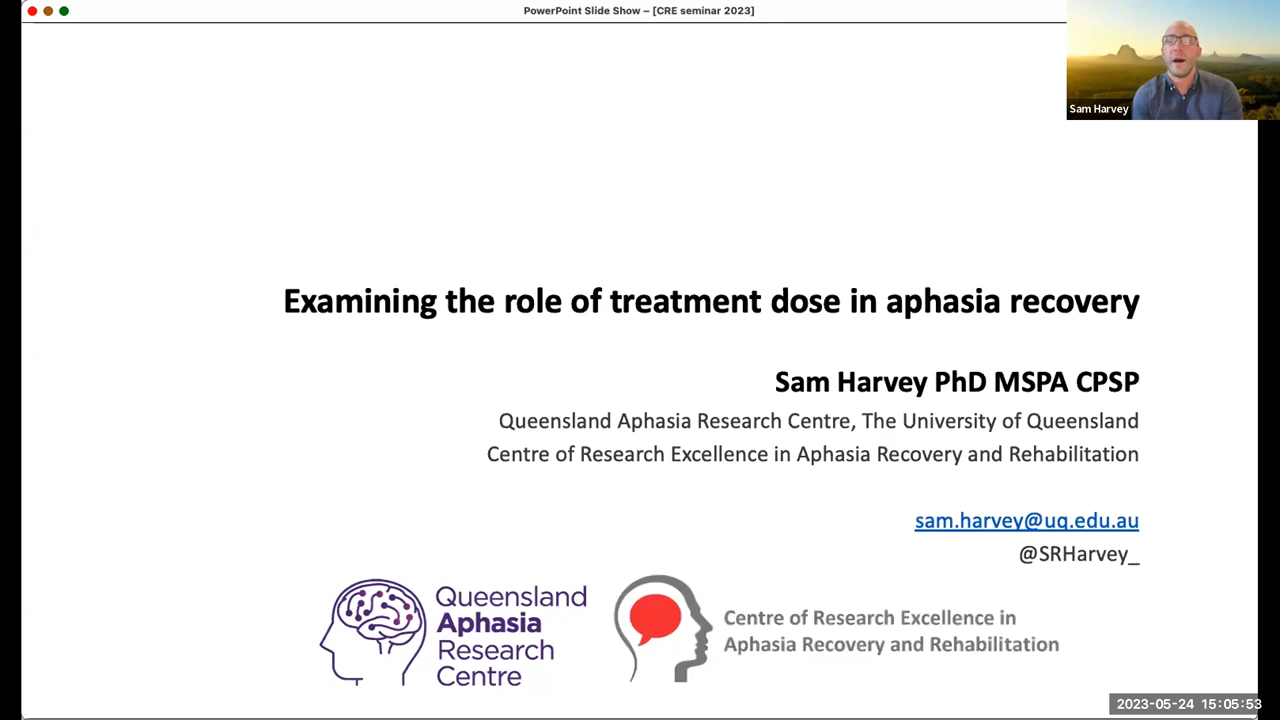 PowerPoint Slide Show – [CRE seminar 2023]
Sam Harvey
Examining the role of treatment dose in aphasia recovery
Sam Harvey PhD MSPA CPSP
Queensland Aphasia Research Centre, The University of Queensland
Centre of Research Excellence in Aphasia Recovery and Rehabilitation
sam.harvey@uq.edu.au
@SRHarvey_
Queensland
Aphasia
Research
Centre
Centre of Research Excellence in
Aphasia Recovery and Rehabilitation
2023-05-24 15:05:53